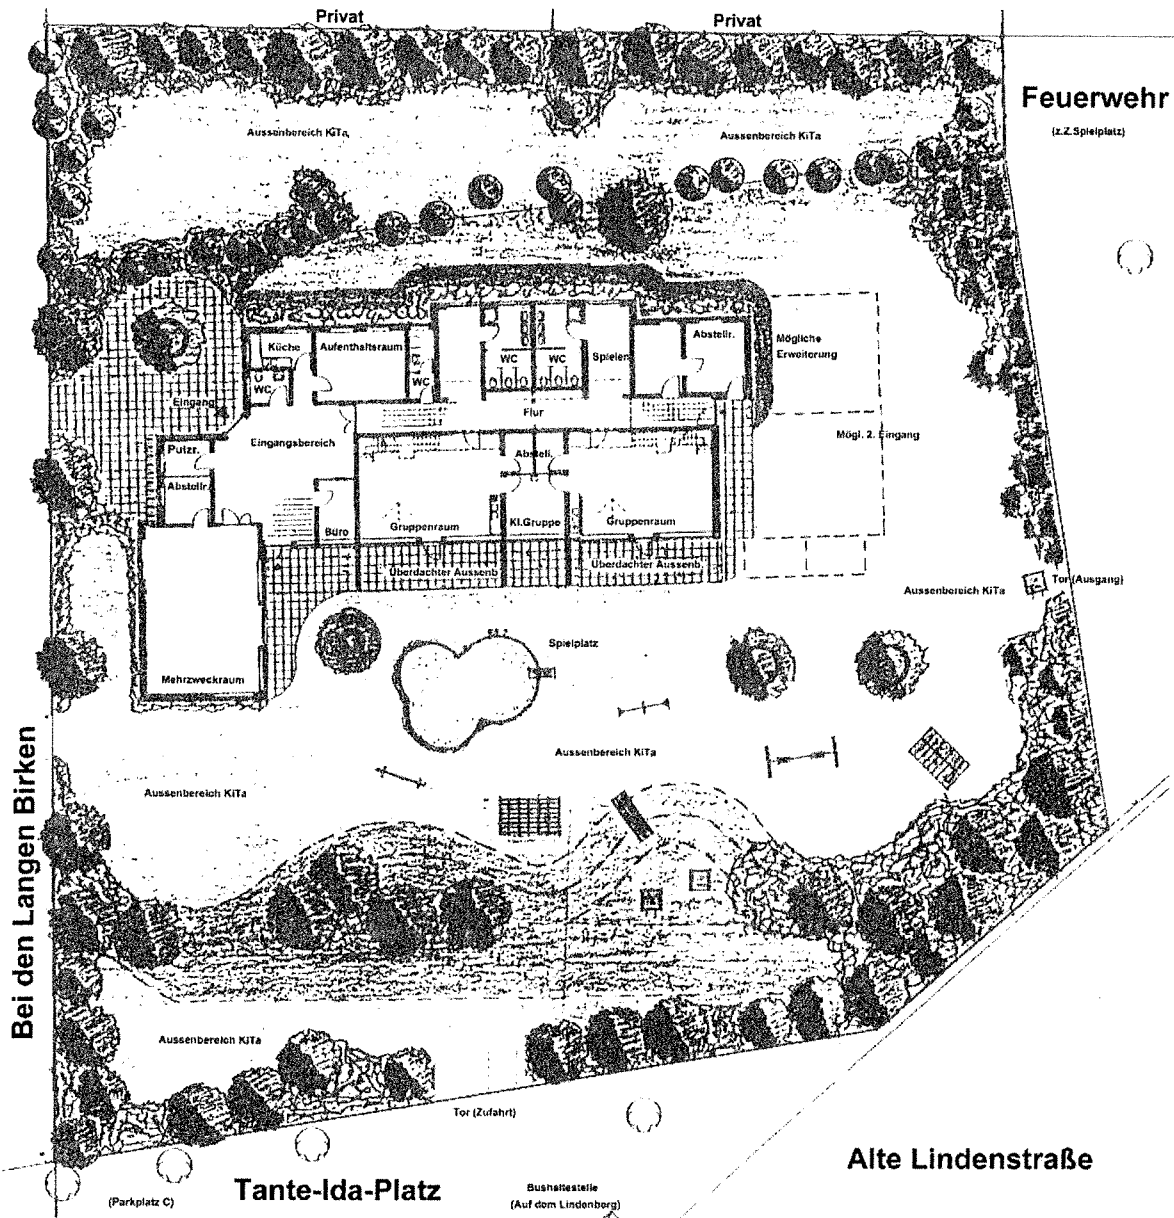 Privat
Privat
Feuerwehr
(z.Z.Spielplatz)
Aussenbereich KiTa
Aussenbereich KiTa
Küche
Aufenthaltsraum
WC
WC
WC
WC
Spielen
Abstellr.
Mögliche
Erweiterung
Eingang
Flur
Eingangsbereich
Mögl. 2. Eingang
Putzr.
Abstell.
Abstellr.
Büro
Gruppenraum
Kl.Gruppe
Gruppenraum
Überdachter Aussenb
Überdachter Aussenb
Tor (Ausgang)
Aussenbereich KiTa
Spielplatz
Mehrzweckraum
Aussenbereich KiTa
Aussenbereich KiTa
Bei den Langen Birken
Aussenbereich KiTa
Tor (Zufahrt)
Alte Lindenstraße
Tante-Ida-Platz
(Parkplatz C)
Bushaltestelle
(Auf dem Lindenborg)